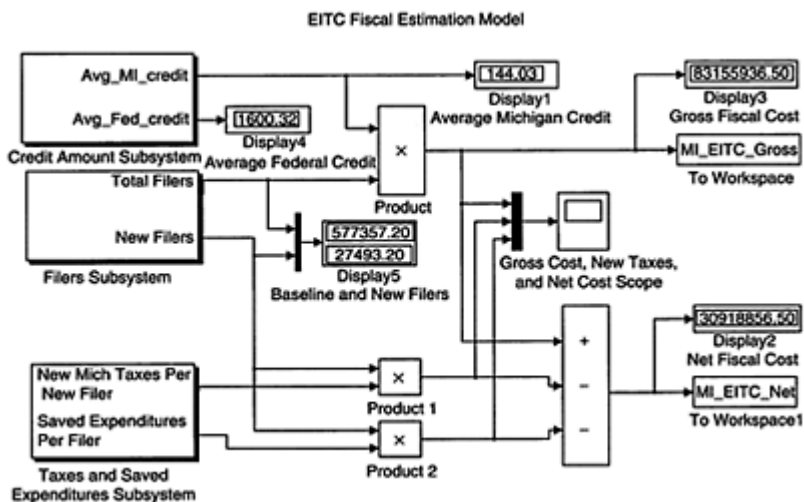 EITC Fiscal Estimation Model
Avg_MI_credit
Avg_Fed_credit
Credit Amount Subsystem
144.03
Display1
Average Michigan Credit
1600.32
Display4
Average Federal Credit
83155936.50
Display3
Gross Fiscal Cost
MI_EITC_Gross
To Workspace
×
Product
Total Filers
New Filers
Filers Subsystem
577357.20
27493.20
Display5
Baseline and New Filers
Gross Cost, New Taxes,
and Net Cost Scope
New Mich Taxes Per
New Filer
Saved Expenditures
Per Filer
Taxes and Saved
Expenditures Subsystem
×
Product 1
×
Product 2
+
−
−
30918856.50
Display2
Net Fiscal Cost
MI_EITC_Net
To Workspace1